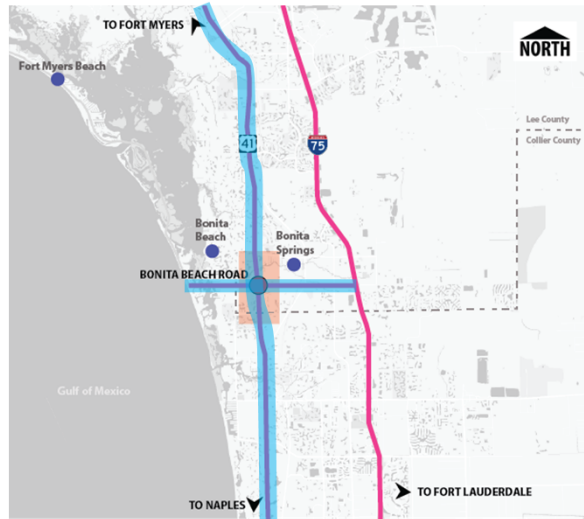 TO FORT MYERS
NORTH
Fort Myers Beach
Lee County
Collier County
41
INTERSTATE
75
Bonita
Beach
Bonita
Springs
BONITA BEACH ROAD
Gulf of Mexico
TO NAPLES
TO FORT LAUDERDALE